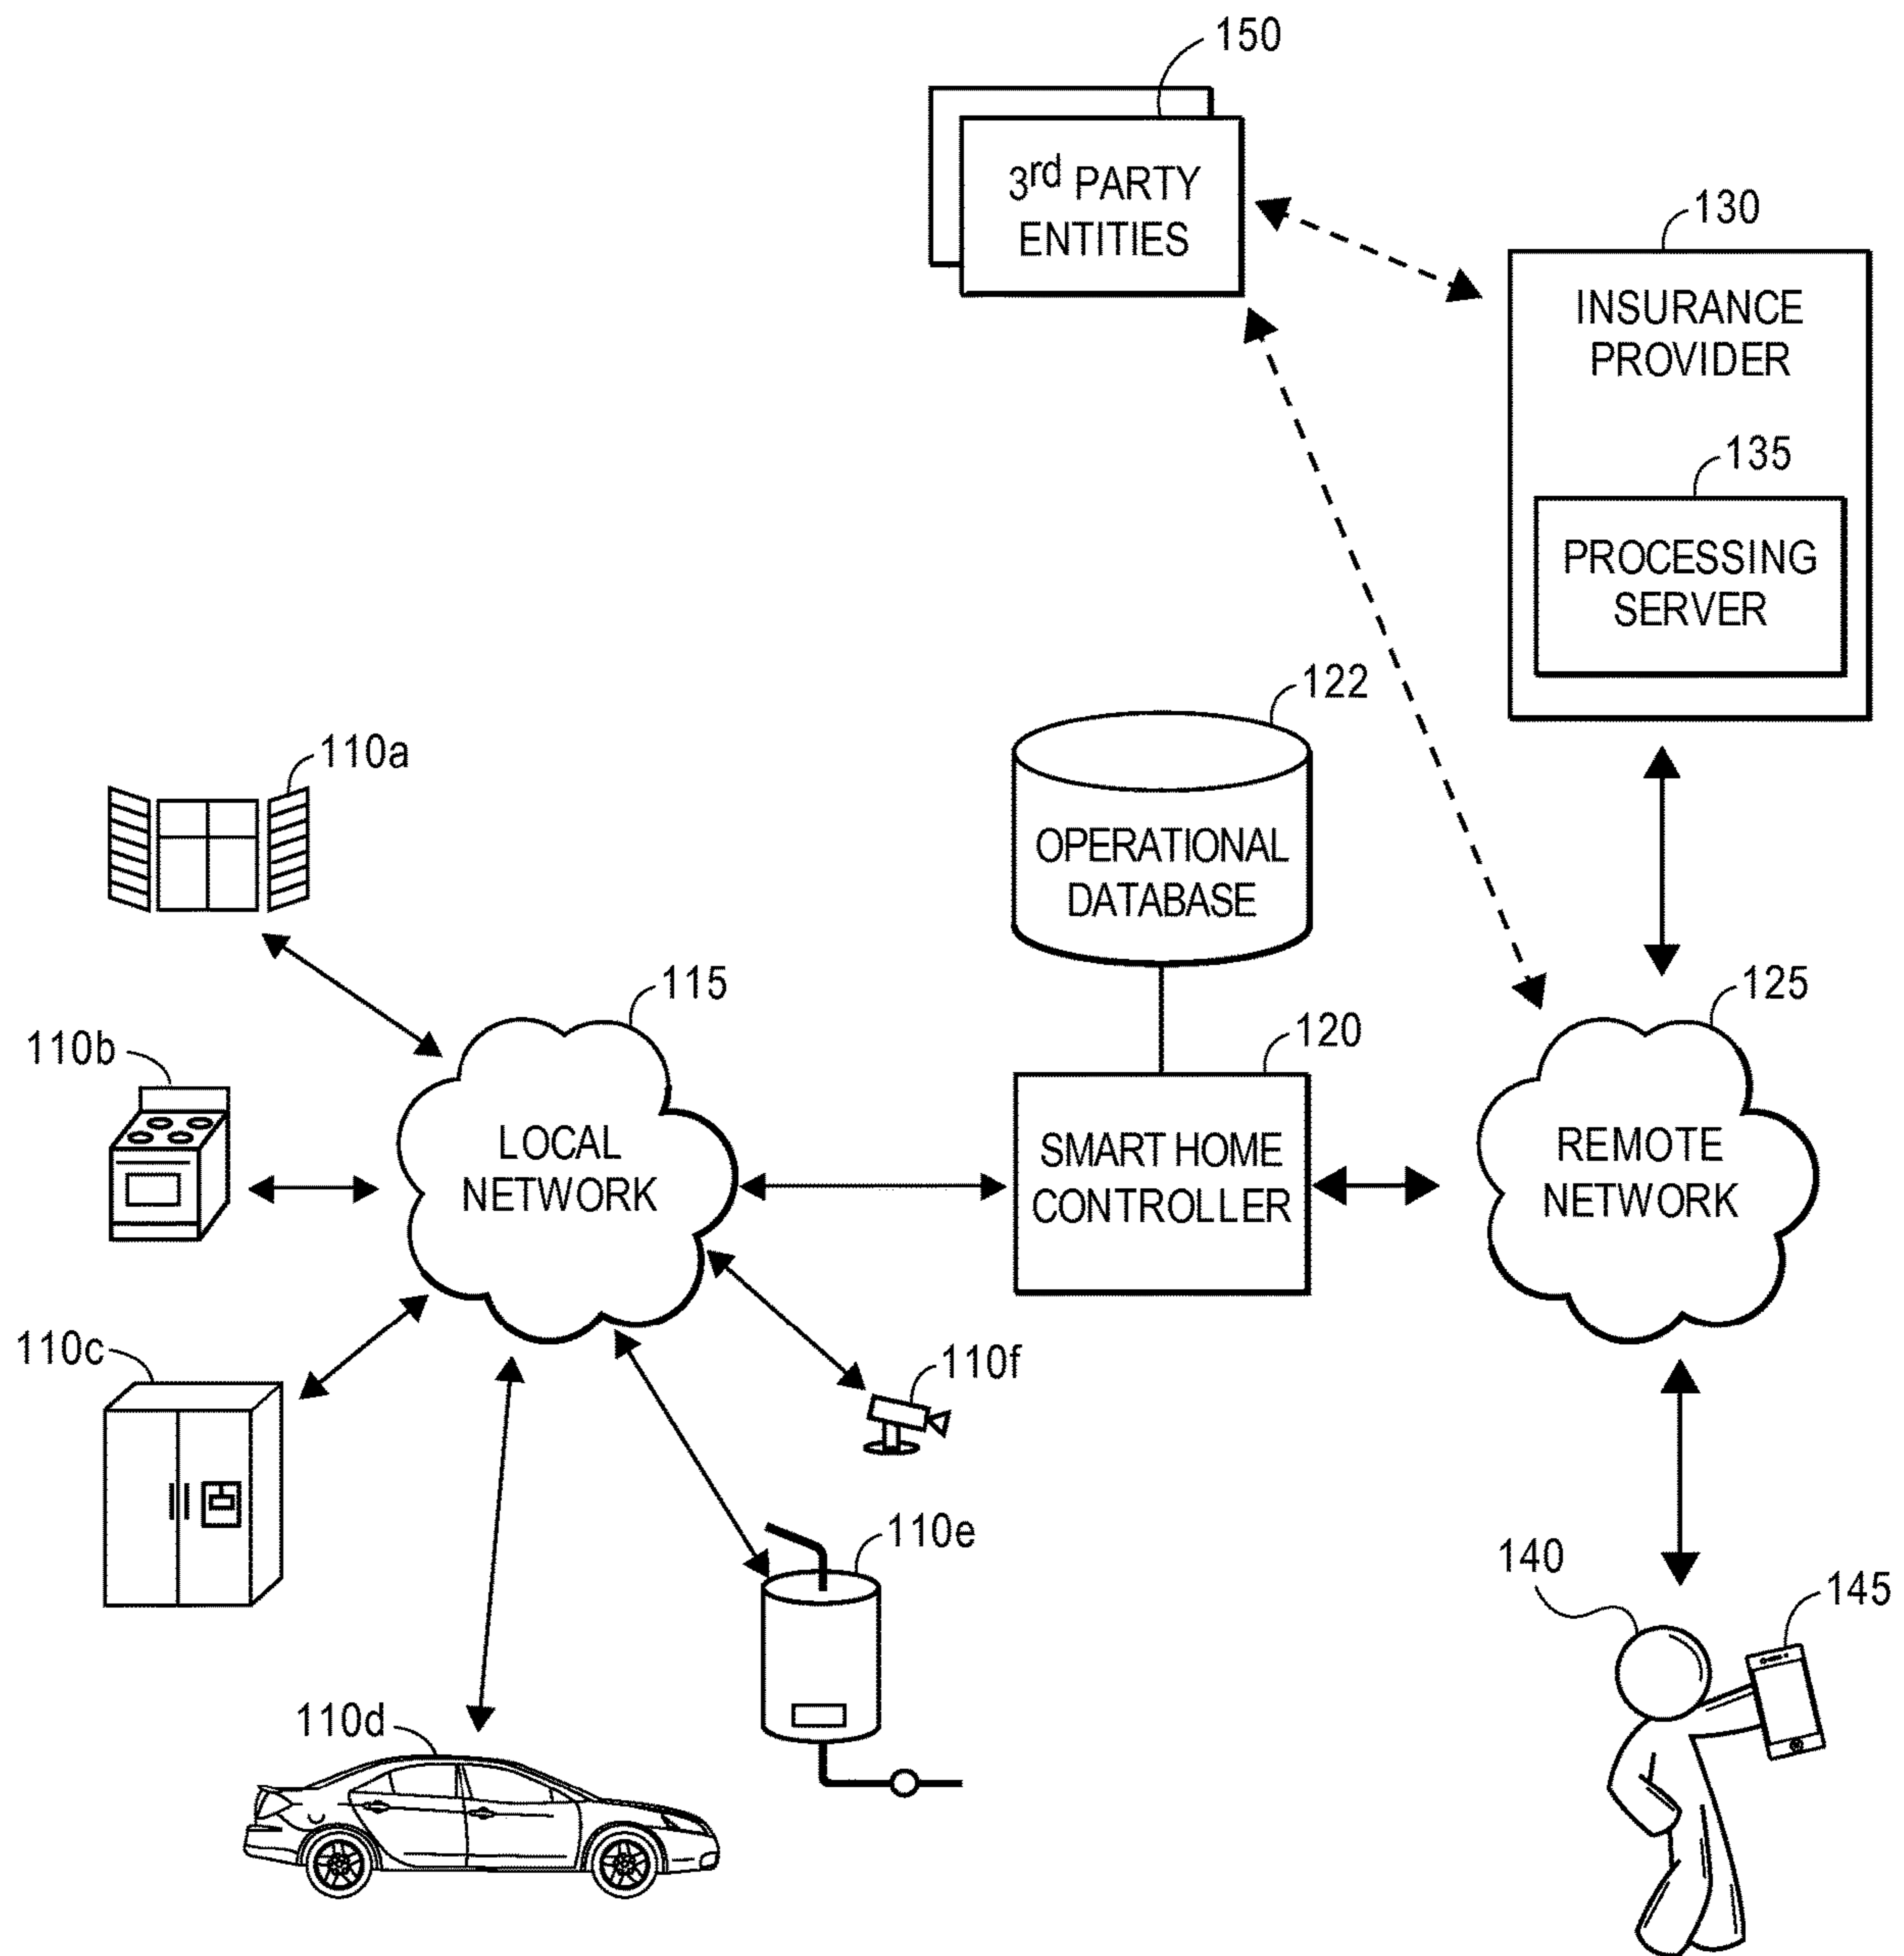 150
3rd PARTY
ENTITIES
130
INSURANCE
PROVIDER
135
PROCESSING
SERVER
122
OPERATIONAL
DATABASE
110a
115
125
110b
120
LOCAL
NETWORK
SMART HOME
CONTROLLER
REMOTE
NETWORK
110c
110f
110e
140
145
110d